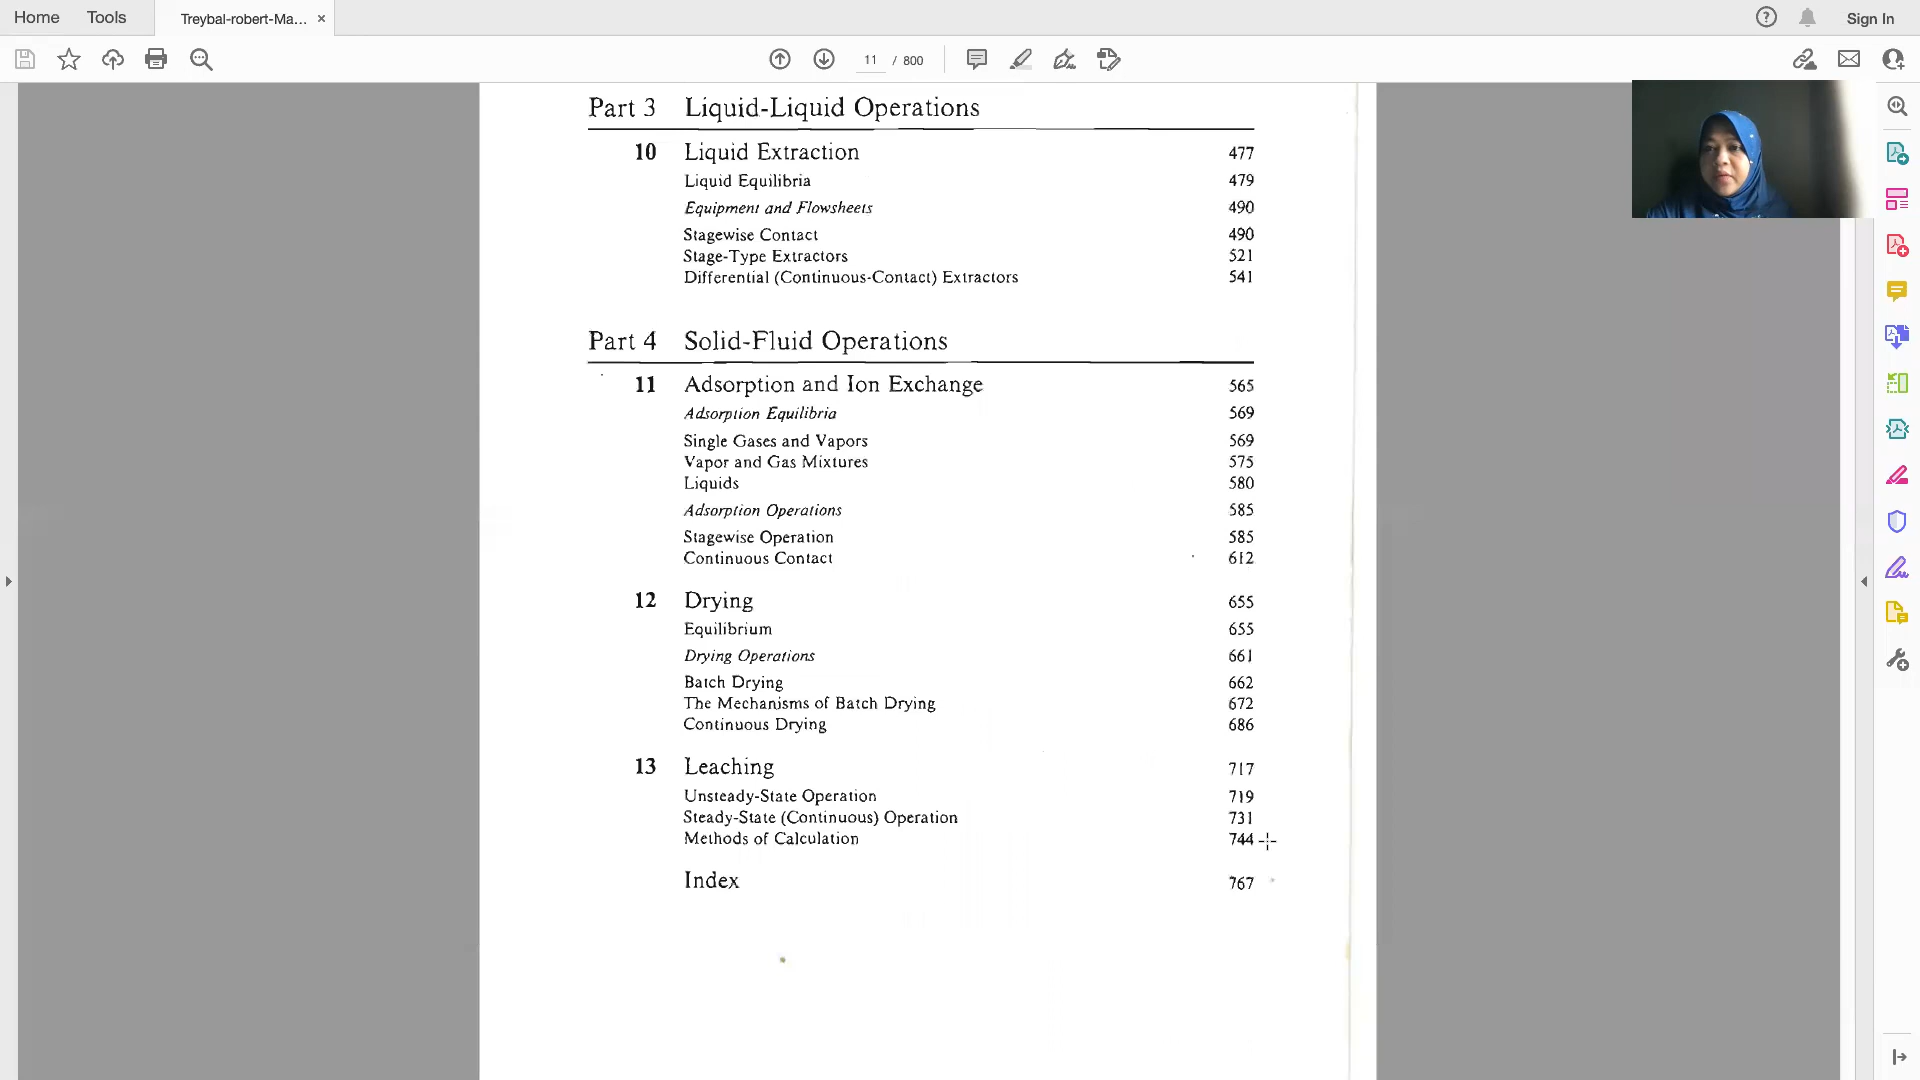 Home Tools Treybal-robert-Ma... × Sign In
11 / 800
Part 3 Liquid-Liquid Operations
10 Liquid Extraction 477
Liquid Equilibria 479
Equipment and Flowsheets 490
Stagewise Contact 490
Stage-Type Extractors 521
Differential (Continuous-Contact) Extractors 541
Part 4 Solid-Fluid Operations
11 Adsorption and Ion Exchange 565
Adsorption Equilibria 569
Single Gases and Vapors 569
Vapor and Gas Mixtures 575
Liquids 580
Adsorption Operations 585
Stagewise Operation 585
Continuous Contact 612
12 Drying 655
Equilibrium 655
Drying Operations 661
Batch Drying 662
The Mechanisms of Batch Drying 672
Continuous Drying 686
13 Leaching 717
Unsteady-State Operation 719
Steady-State (Continuous) Operation 731
Methods of Calculation 744
Index 767